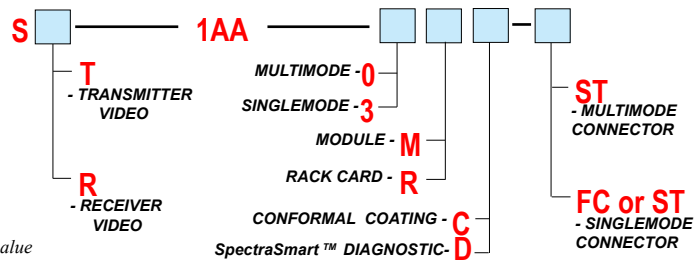 S 1AA -
T
- TRANSMITTER
VIDEO
R
- RECEIVER
VIDEO
MULTIMODE -0
SINGLEMODE - 3
MODULE - M
RACK CARD - R
CONFORMAL COATING - C
SpectraSmart ™ DIAGNOSTIC- D
ST
- MULTIMODE
CONNECTOR
FC or ST
- SINGLEMODE
CONNECTOR
alue